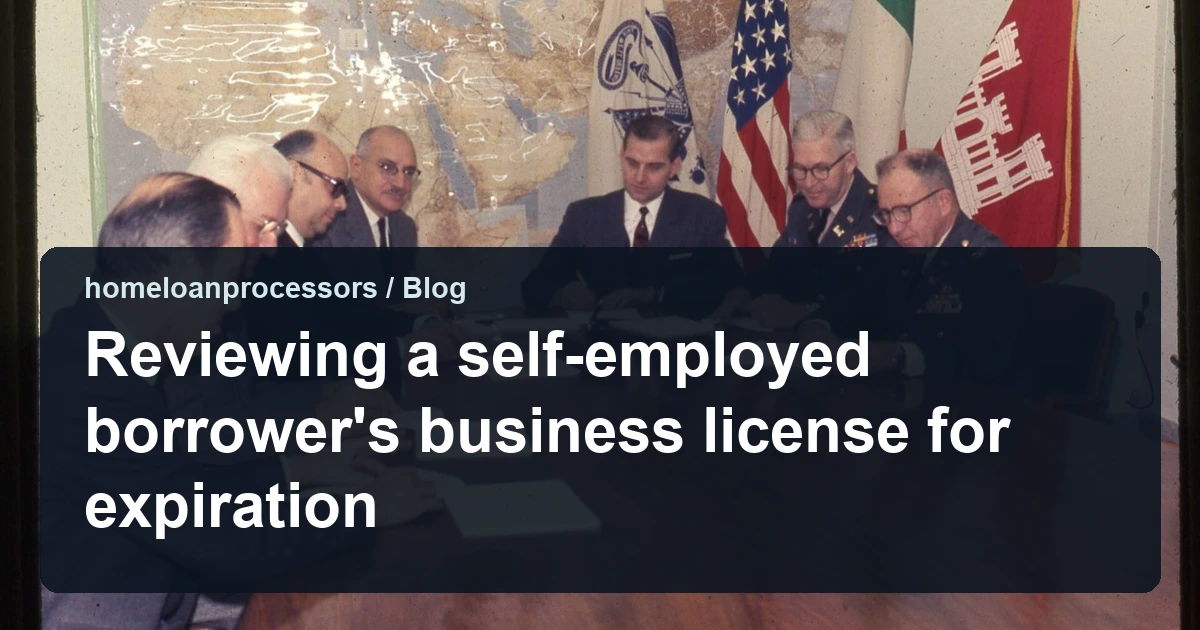 homeloanprocessors / Blog
Reviewing a self-employed
borrower's business license for
expiration